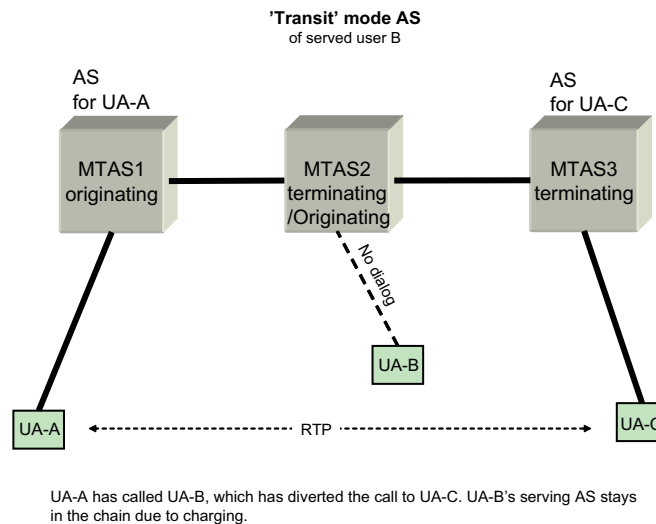 ’Transit’ mode AS
of served user B
AS
for UA-A
AS
for UA-C
MTAS1
originating
MTAS2
terminating
/Originating
MTAS3
terminating
No dialog
UA-B
UA-A
RTP
UA-C
UA-A has called UA-B, which has diverted the call to UA-C. UA-B’s serving AS stays
in the chain due to charging.